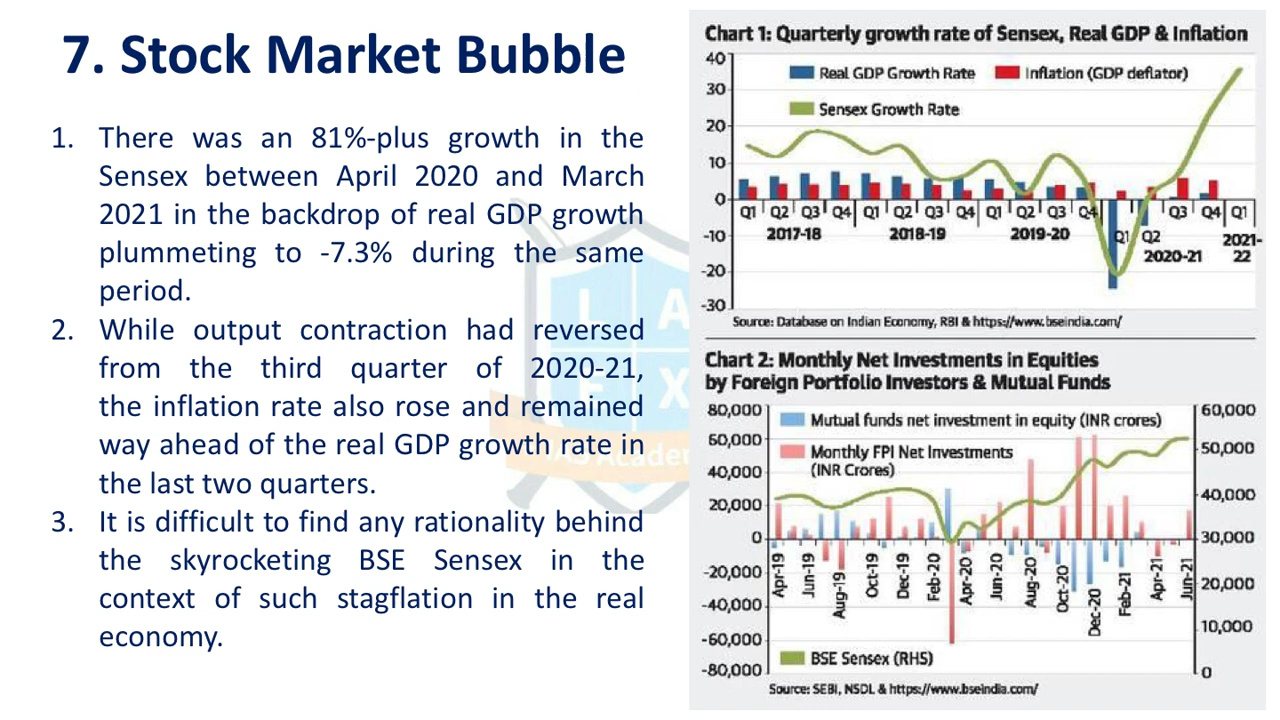 7. Stock Market Bubble
1. There was an 81%-plus growth in the
Sensex between April 2020 and March
2021 in the backdrop of real GDP growth
plummeting to -7.3% during the same
period.
2. While output contraction had reversed
from the third quarter of 2020-21,
the inflation rate also rose and remained
way ahead of the real GDP growth rate in
the last two quarters.
3. It is difficult to find any rationality behind
the skyrocketing BSE Sensex in the
context of such stagflation in the real
economy.
Chart 1: Quarterly growth rate of Sensex, Real GDP & Inflation
40
Real GDP Growth Rate
Inflation (GDP deflator)
30
Sensex Growth Rate
20
10
0
Q1 Q2 Q3 Q4 Q1 Q2 Q3 Q4 Q1 Q2 Q3 Q4 Q1 Q2 Q3 Q4 Q1
2017-18 2018-19 2019-20 2020-21 2021-22
-10
-20
-30
Source: Database on Indian Economy, RBI & https://www.bseindia.com/
Chart 2: Monthly Net Investments in Equities
by Foreign Portfolio Investors & Mutual Funds
80,000 60,000
Mutual funds net investment in equity (INR crores)
60,000 50,000
Monthly FPI Net Investments
(INR Crores)
40,000 40,000
20,000
0 30,000
Apr-19 Jun-19 Aug-19 Oct-19 Dec-19 Feb-20 Apr-20 Jun-20 Aug-20 Oct-20 Dec-20 Feb-21 Apr-21 Jun-21
-20,000 20,000
-40,000
-60,000 10,000
BSE Sensex (RHS)
-80,000 0
Source: SEBI, NSDL & https://www.bseindia.com/
L A
E X
IAS Acade